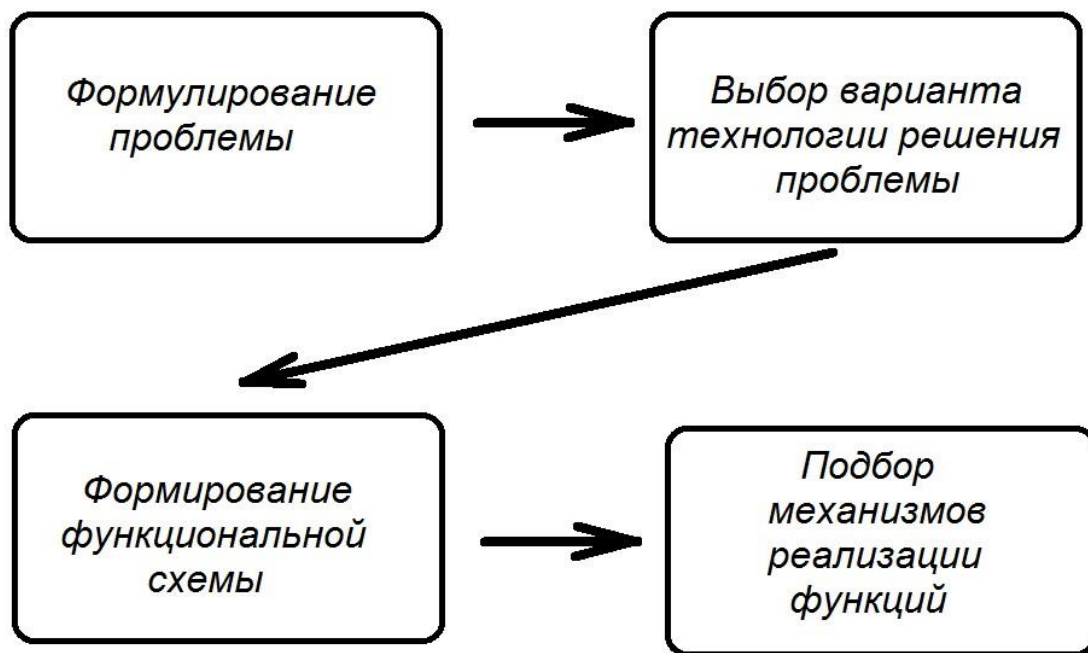 Формулирование
проблемы
Выбор варианта
технологии решения
проблемы
Формирование
функциональной
схемы
Подбор
механизмов
реализации
функций